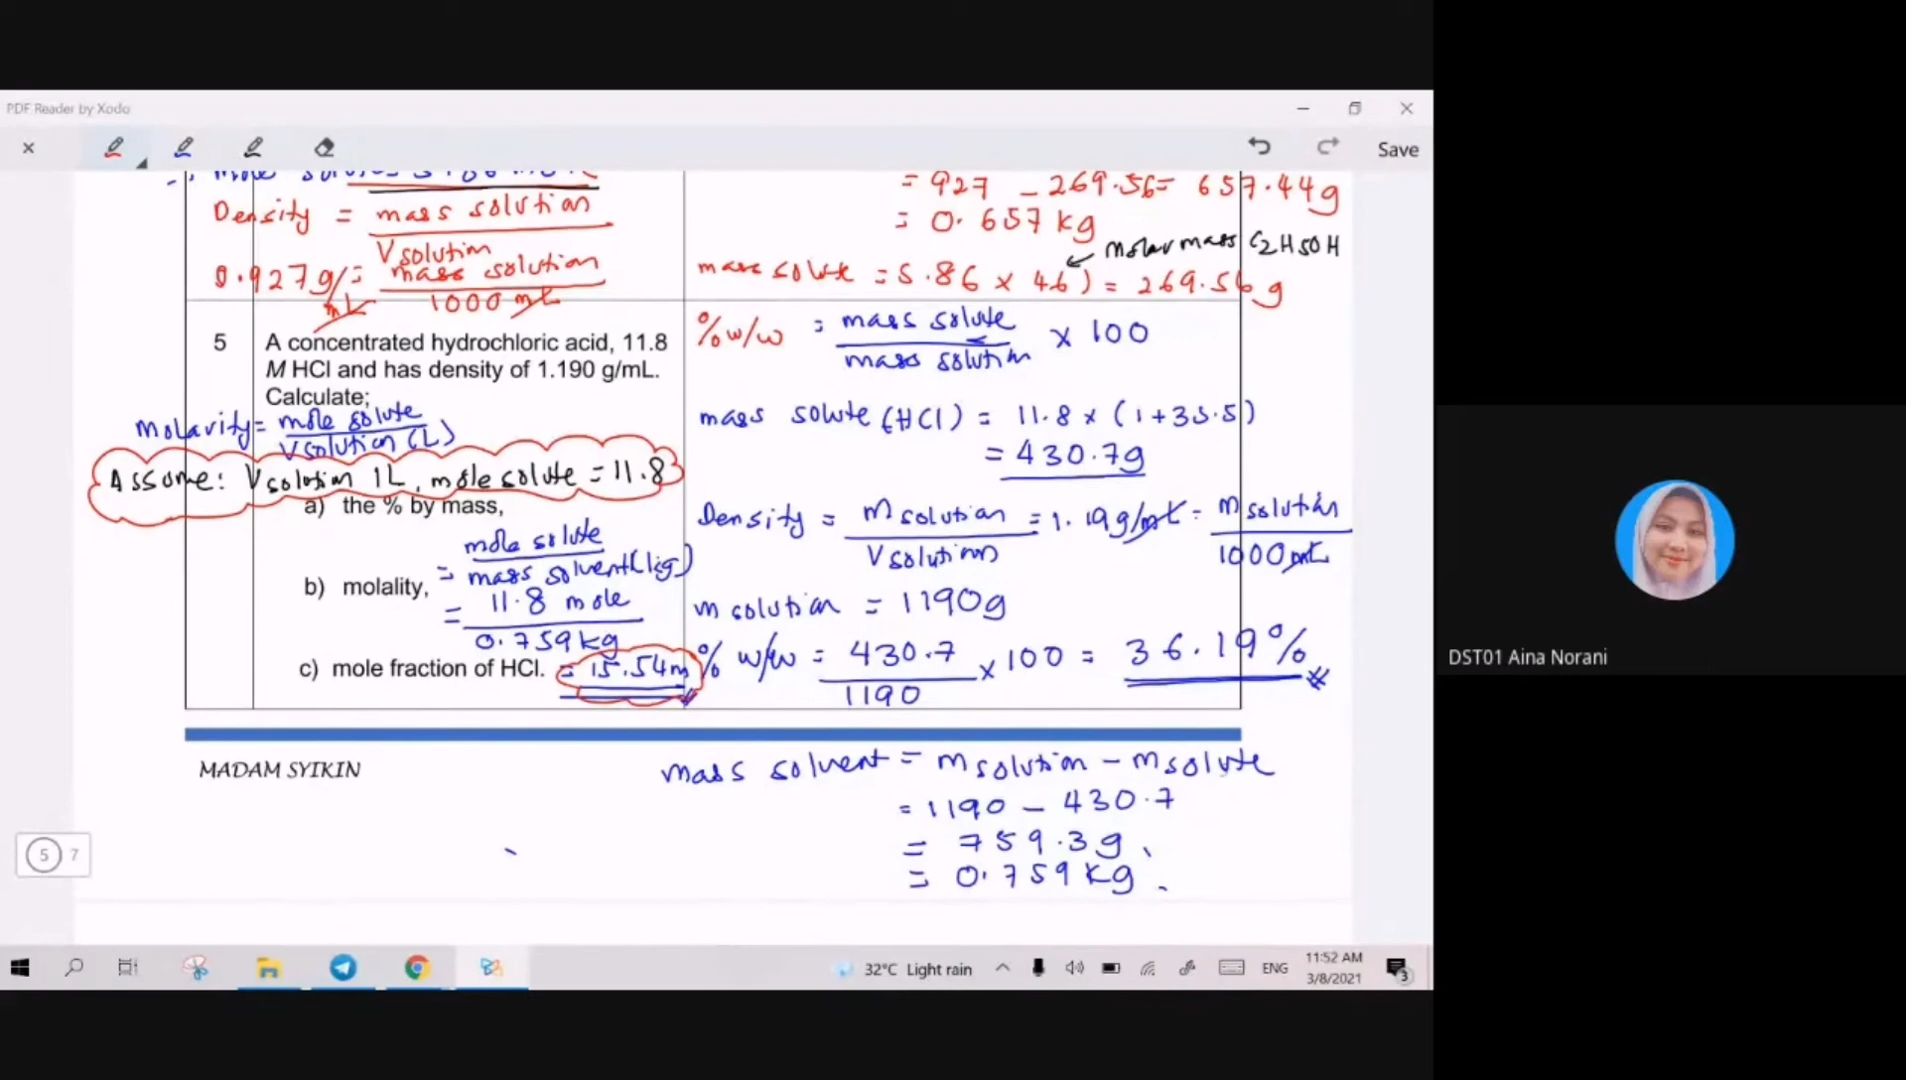 PDF Reader by Xodo
Save
Density = mass solution
V solution
0.927 g/mL = mass solution
1000 mL
= 927 - 269.56 = 657.44g
= 0.657 kg
molar mass C2H5OH
mass solute = 5.86 x 46) = 269.56g
5
A concentrated hydrochloric acid, 11.8
M HCl and has density of 1.190 g/mL.
Calculate;
Molarity = mole solute
V solution (L)
Assume: V solution 1L, mole solute = 11.8
a) the % by mass,
b) molality,
= mole solute
mass solvent (kg)
= 11.8 mole
0.759 kg
c) mole fraction of HCl.
= 15.54m
% w/w = mass solute x 100
mass solution
mass solute (HCl) = 11.8 x (1+35.5)
= 430.7g
Density = m solution = 1.19 g/mL = m solution
V solution 1000 mL
m solution = 1190g
% w/w = 430.7 x 100 = 36.19%
1190
MADAM SYIKIN
mass solvent = m solution - m solute
= 1190 - 430.7
= 759.3g
= 0.759 kg
5 7
32°C Light rain
ENG
11:52 AM
3/8/2021
3
DST01 Aina Norani